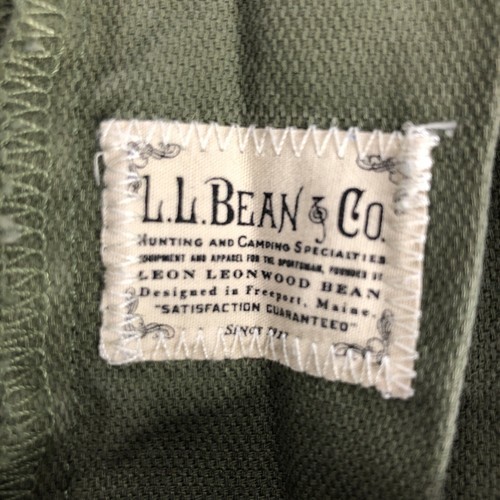 L.L.BEAN & CO.
HUNTING AND CAMPING SPECIALTIES
EQUIPMENT AND APPAREL FOR THE SPORTSMAN, FOUNDED BY
LEON LEONWOOD BEAN
Designed in Freeport, Maine.
"SATISFACTION GUARANTEED"
SINCE